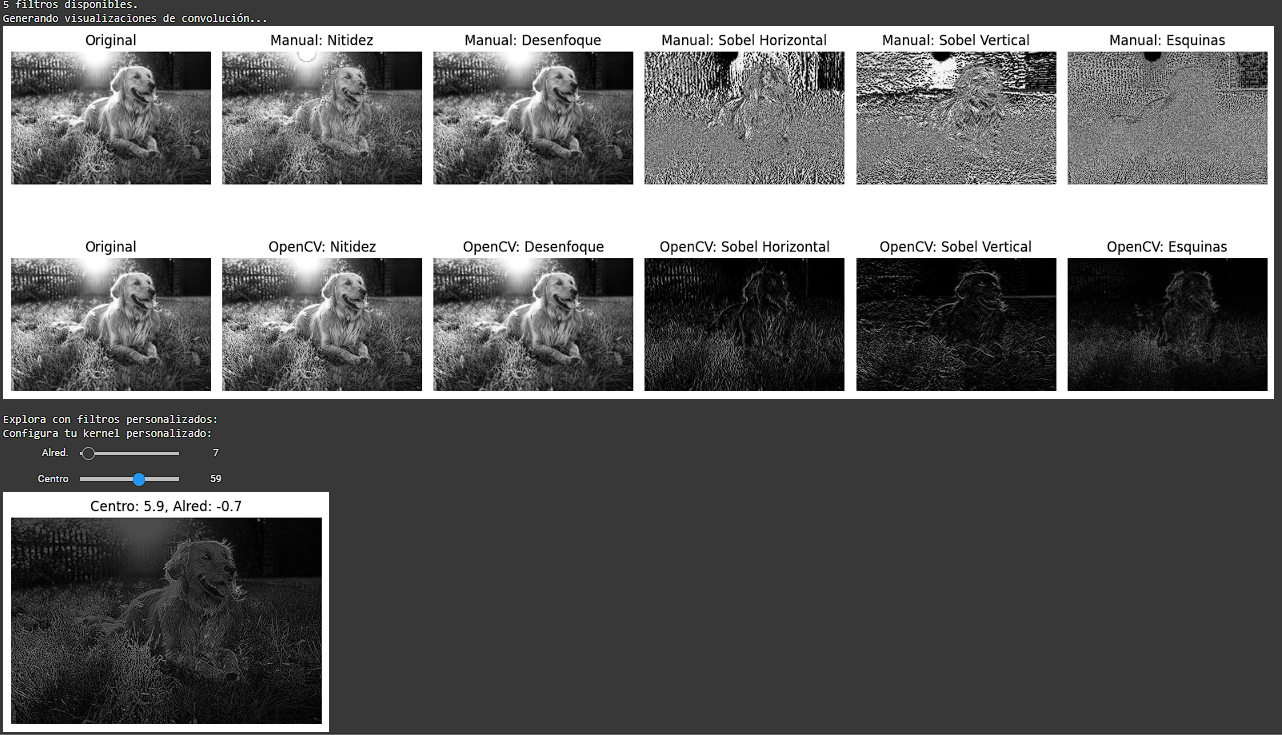 5 filtros disponibles.
Generando visualizaciones de convolución...
Original Manual: Nitidez Manual: Desenfoque Manual: Sobel Horizontal Manual: Sobel Vertical Manual: Esquinas
Original OpenCV: Nitidez OpenCV: Desenfoque OpenCV: Sobel Horizontal OpenCV: Sobel Vertical OpenCV: Esquinas
Explora con filtros personalizados:
Configura tu kernel personalizado:
Alred. 7
Centro 59
Centro: 5.9, Alred: -0.7